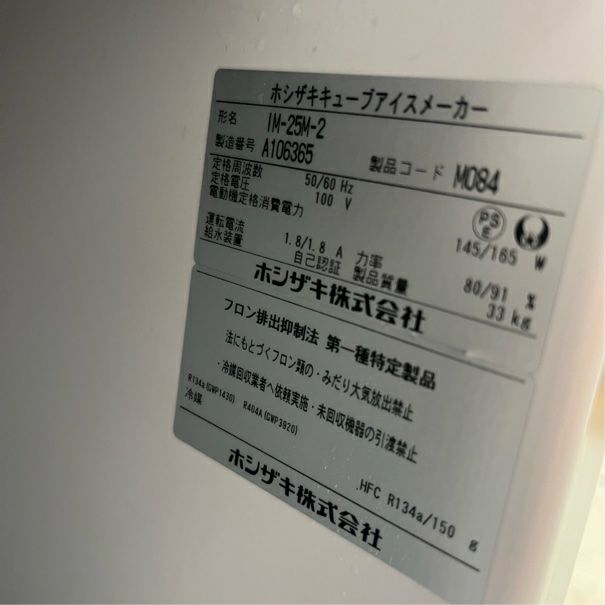 ホシザキキューブアイスメーカー
形名 IM-25M-2
製造番号 A106365 製品コード M084
定格周波数 50/60 Hz
定格電圧 100 V
電動機定格消費電力 145/165 W
PSE
運転電流 1.8/1.8 A 力率 80/91 %
給水装置 自己認証 製品質量 33 kg
ホシザキ株式会社
フロン排出抑制法 第一種特定製品
法にもとづくフロン類の・みだり大気放出禁止
・冷媒回収業者へ依頼実施・未回収機器の引渡禁止
R134a(GWP1430) R404A(GWP3920)
冷媒 HFC R134a/150 g
ホシザキ株式会社